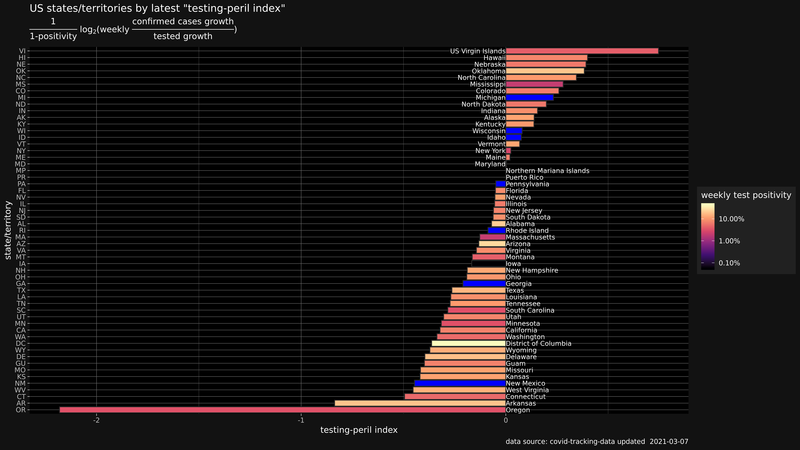 US states/territories by latest "testing-peril index"
1/(1-positivity) log2(weekly confirmed cases growth/tested growth)
VI US Virgin Islands
HI Hawaii
NE Nebraska
OK Oklahoma
NC North Carolina
MS Mississippi
CO Colorado
MI Michigan
ND North Dakota
IN Indiana
AK Alaska
KY Kentucky
WI Wisconsin
ID Idaho
VT Vermont
NY New York
ME Maine
MD Maryland
MP Northern Mariana Islands
PR Puerto Rico
PA Pennsylvania
FL Florida
NV Nevada
IL Illinois
NJ New Jersey
SD South Dakota
AL Alabama
RI Rhode Island
MA Massachusetts
AZ Arizona
VA Virginia
MT Montana
IA Iowa
NH New Hampshire
OH Ohio
GA Georgia
TX Texas
LA Louisiana
TN Tennessee
SC South Carolina
UT Utah
MN Minnesota
CA California
WA Washington
DC District of Columbia
WY Wyoming
DE Delaware
GU Guam
MO Missouri
KS Kansas
NM New Mexico
WV West Virginia
CT Connecticut
AR Arkansas
OR Oregon
state/territory
-2 -1 0
testing-peril index
weekly test positivity
10.00%
1.00%
0.10%
data source: covid-tracking-data updated 2021-03-07